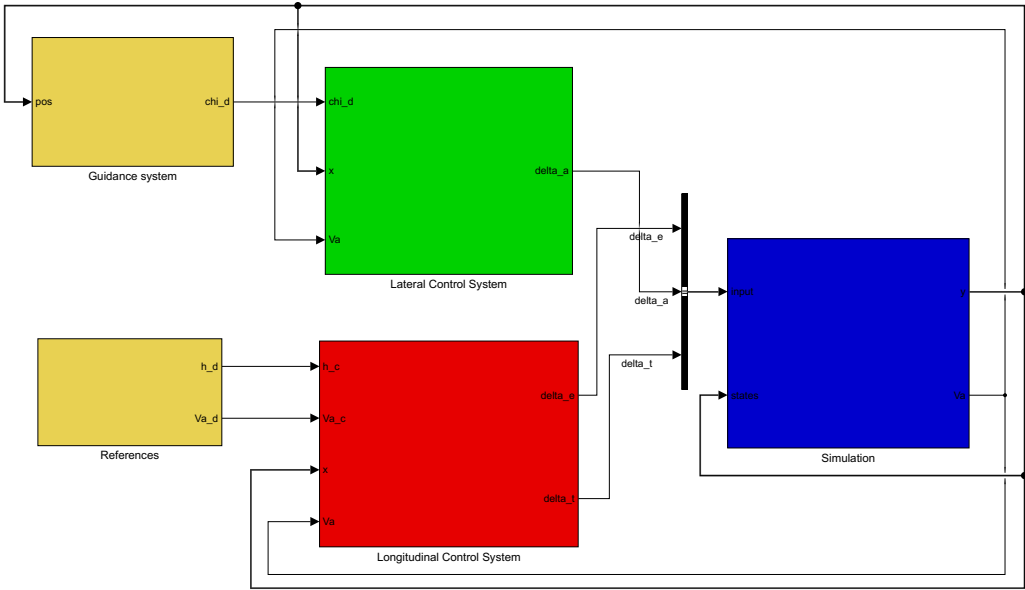 pos
chi_d
Guidance system
chi_d
x
Va
delta_a
Lateral Control System
h_d
Va_d
References
h_c
Va_c
x
Va
delta_e
delta_t
Longitudinal Control System
delta_e
delta_a
delta_t
input
states
y
Va
Simulation